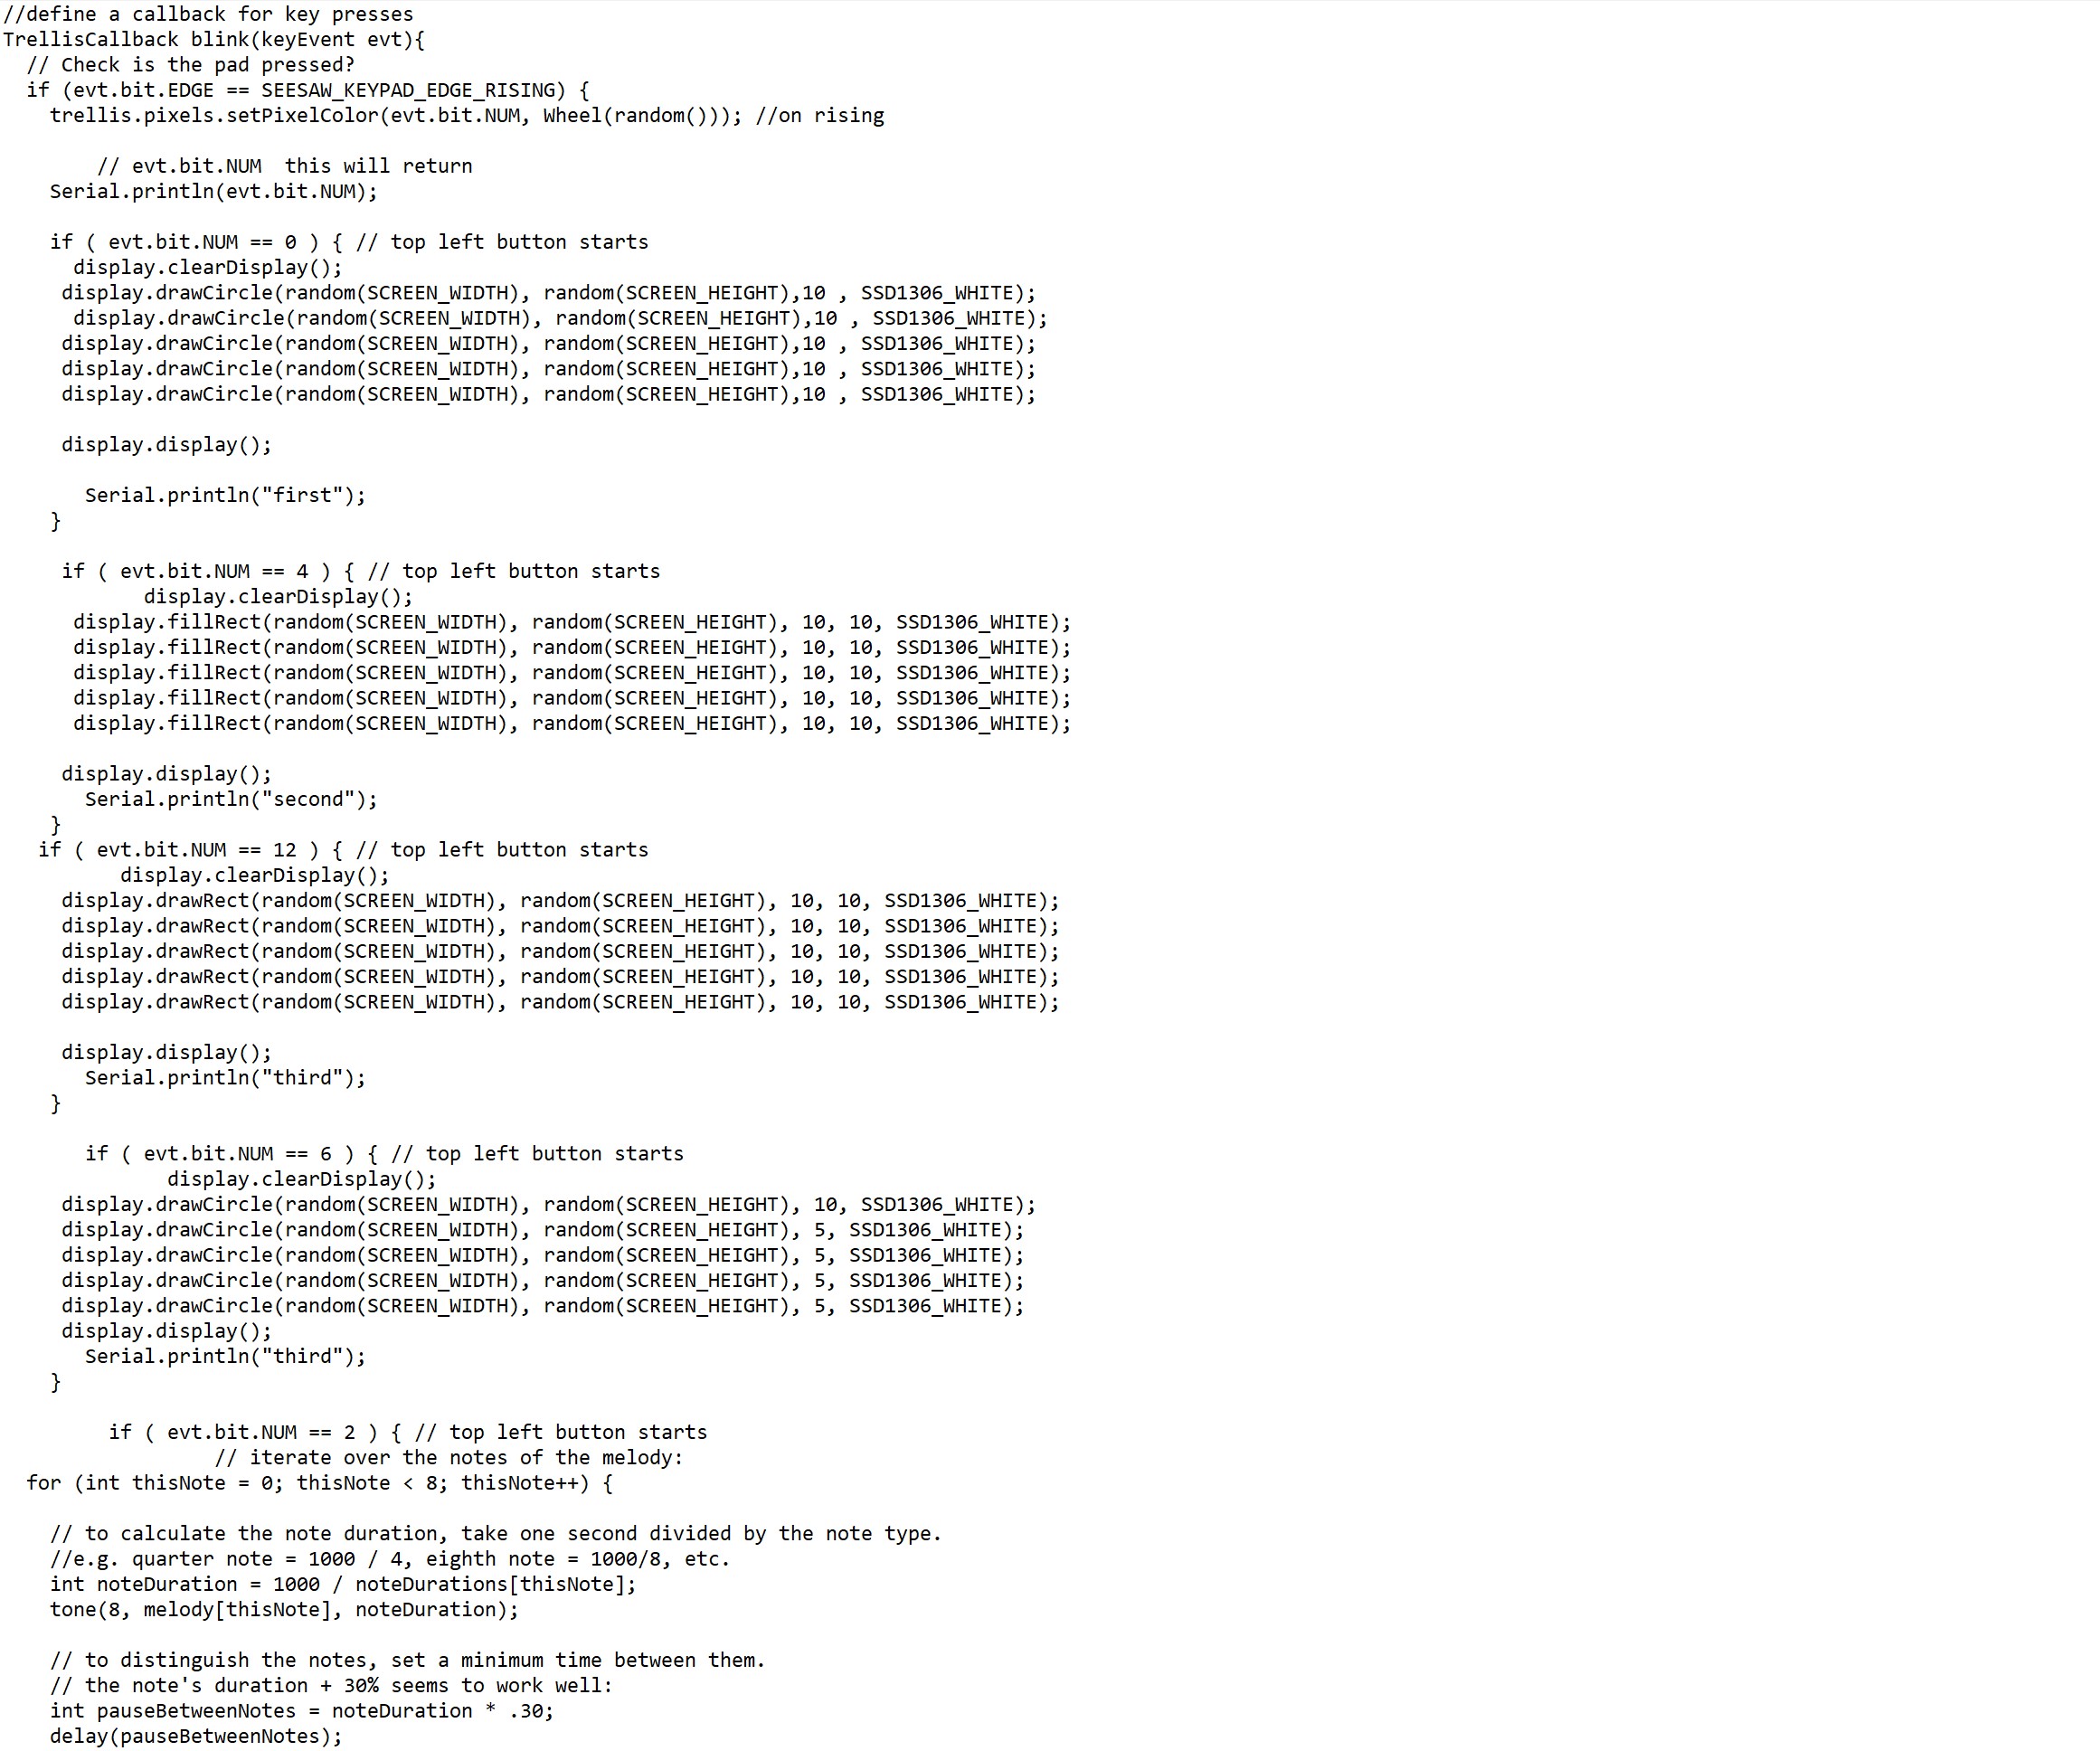 //define a callback for key presses
TrellisCallback blink(keyEvent evt){
  // Check is the pad pressed?
  if (evt.bit.EDGE == SEESAW_KEYPAD_EDGE_RISING) {
    trellis.pixels.setPixelColor(evt.bit.NUM, Wheel(random())); //on rising

        // evt.bit.NUM  this will return
    Serial.println(evt.bit.NUM);

    if ( evt.bit.NUM == 0 ) { // top left button starts
      display.clearDisplay();
     display.drawCircle(random(SCREEN_WIDTH), random(SCREEN_HEIGHT),10 , SSD1306_WHITE);
      display.drawCircle(random(SCREEN_WIDTH), random(SCREEN_HEIGHT),10 , SSD1306_WHITE);
     display.drawCircle(random(SCREEN_WIDTH), random(SCREEN_HEIGHT),10 , SSD1306_WHITE);
     display.drawCircle(random(SCREEN_WIDTH), random(SCREEN_HEIGHT),10 , SSD1306_WHITE);
     display.drawCircle(random(SCREEN_WIDTH), random(SCREEN_HEIGHT),10 , SSD1306_WHITE);

     display.display();

       Serial.println("first");
    }

     if ( evt.bit.NUM == 4 ) { // top left button starts
            display.clearDisplay();
      display.fillRect(random(SCREEN_WIDTH), random(SCREEN_HEIGHT), 10, 10, SSD1306_WHITE);
      display.fillRect(random(SCREEN_WIDTH), random(SCREEN_HEIGHT), 10, 10, SSD1306_WHITE);
      display.fillRect(random(SCREEN_WIDTH), random(SCREEN_HEIGHT), 10, 10, SSD1306_WHITE);
      display.fillRect(random(SCREEN_WIDTH), random(SCREEN_HEIGHT), 10, 10, SSD1306_WHITE);
      display.fillRect(random(SCREEN_WIDTH), random(SCREEN_HEIGHT), 10, 10, SSD1306_WHITE);

     display.display();
       Serial.println("second");
    }
   if ( evt.bit.NUM == 12 ) { // top left button starts
          display.clearDisplay();
     display.drawRect(random(SCREEN_WIDTH), random(SCREEN_HEIGHT), 10, 10, SSD1306_WHITE);
     display.drawRect(random(SCREEN_WIDTH), random(SCREEN_HEIGHT), 10, 10, SSD1306_WHITE);
     display.drawRect(random(SCREEN_WIDTH), random(SCREEN_HEIGHT), 10, 10, SSD1306_WHITE);
     display.drawRect(random(SCREEN_WIDTH), random(SCREEN_HEIGHT), 10, 10, SSD1306_WHITE);
     display.drawRect(random(SCREEN_WIDTH), random(SCREEN_HEIGHT), 10, 10, SSD1306_WHITE);

     display.display();
       Serial.println("third");
    }

       if ( evt.bit.NUM == 6 ) { // top left button starts
              display.clearDisplay();
     display.drawCircle(random(SCREEN_WIDTH), random(SCREEN_HEIGHT), 10, SSD1306_WHITE);
     display.drawCircle(random(SCREEN_WIDTH), random(SCREEN_HEIGHT), 5, SSD1306_WHITE);
     display.drawCircle(random(SCREEN_WIDTH), random(SCREEN_HEIGHT), 5, SSD1306_WHITE);
     display.drawCircle(random(SCREEN_WIDTH), random(SCREEN_HEIGHT), 5, SSD1306_WHITE);
     display.drawCircle(random(SCREEN_WIDTH), random(SCREEN_HEIGHT), 5, SSD1306_WHITE);
     display.display();
       Serial.println("third");
    }

         if ( evt.bit.NUM == 2 ) { // top left button starts
                  // iterate over the notes of the melody:
  for (int thisNote = 0; thisNote < 8; thisNote++) {

    // to calculate the note duration, take one second divided by the note type.
    //e.g. quarter note = 1000 / 4, eighth note = 1000/8, etc.
    int noteDuration = 1000 / noteDurations[thisNote];
    tone(8, melody[thisNote], noteDuration);

    // to distinguish the notes, set a minimum time between them.
    // the note's duration + 30% seems to work well:
    int pauseBetweenNotes = noteDuration * .30;
    delay(pauseBetweenNotes);